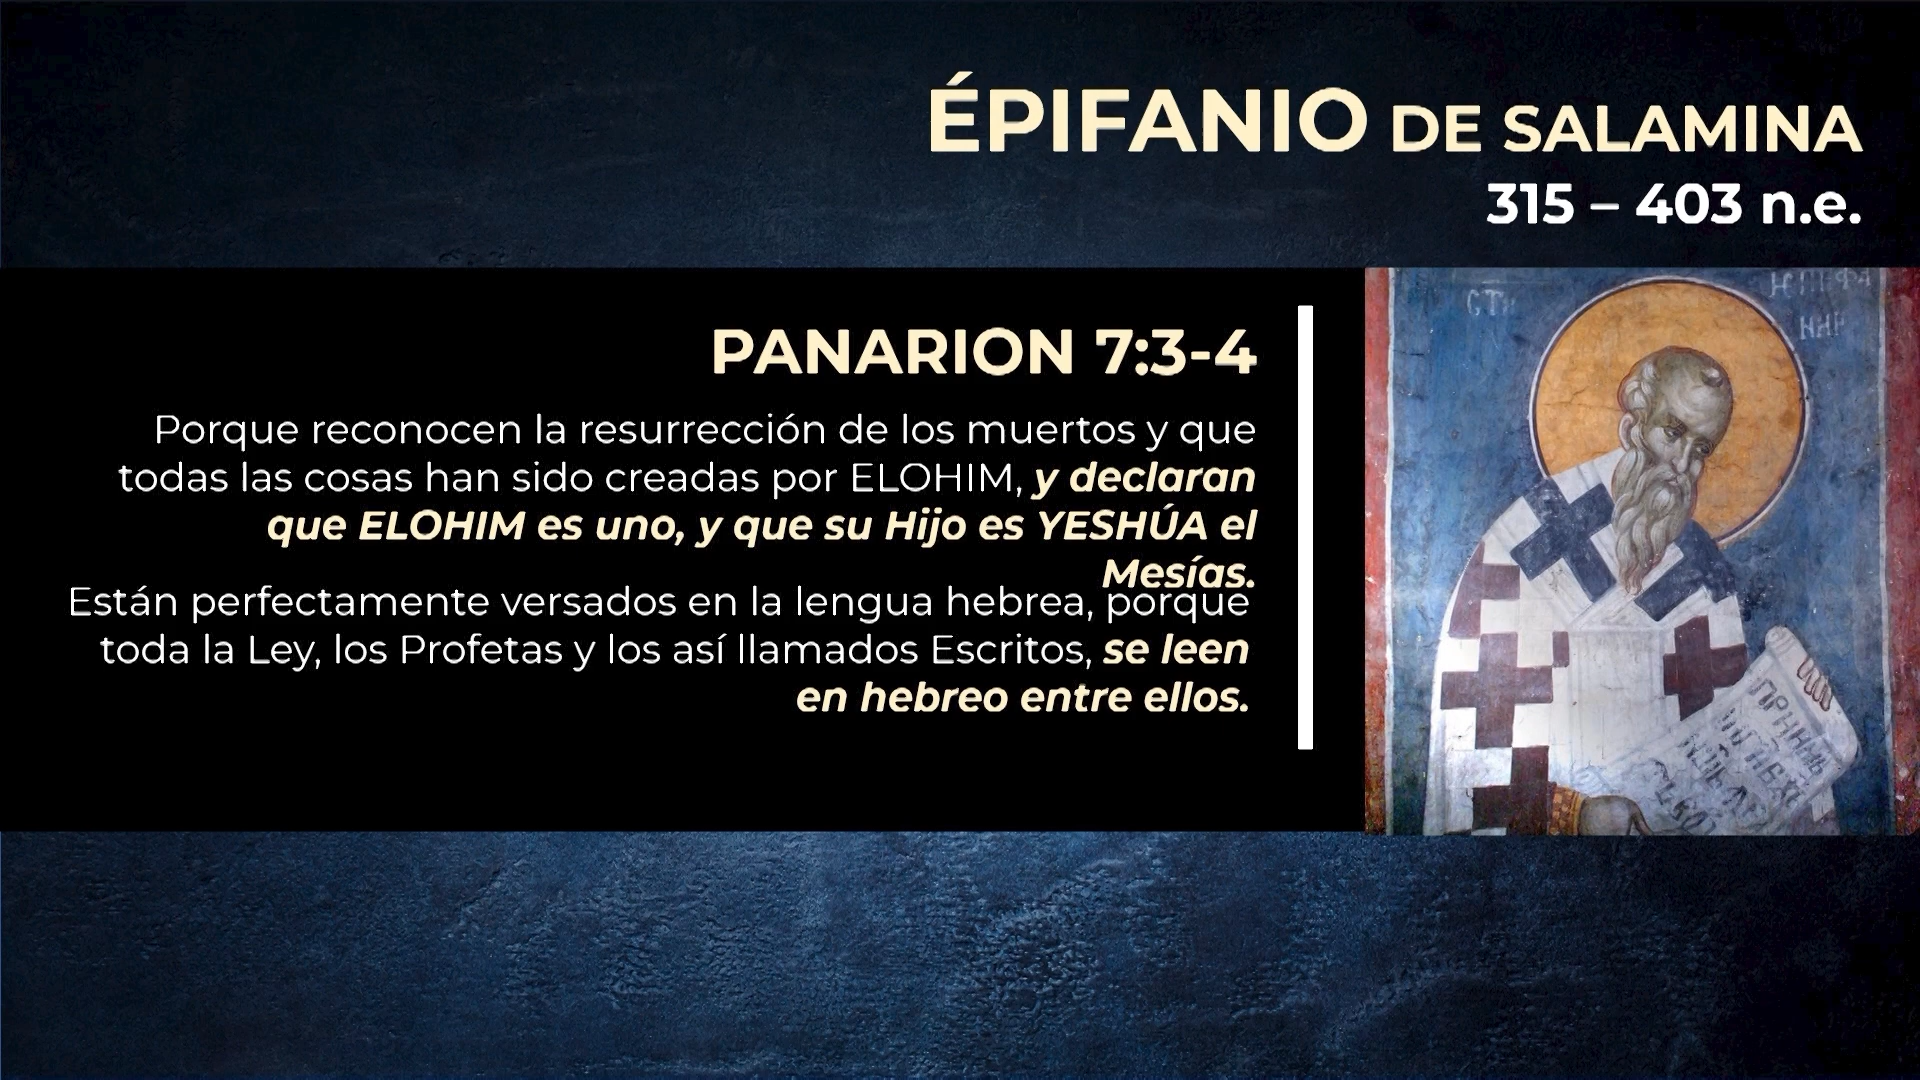 ÉPIFANIO DE SALAMINA
315 – 403 n.e.
PANARION 7:3-4
Porque reconocen la resurrección de los muertos y que
todas las cosas han sido creadas por ELOHIM, y declaran
que ELOHIM es uno, y que su Hijo es YESHÚA el
Mesías.
Están perfectamente versados en la lengua hebrea, porque
toda la Ley, los Profetas y los así llamados Escritos, se leen
en hebreo entre ellos.